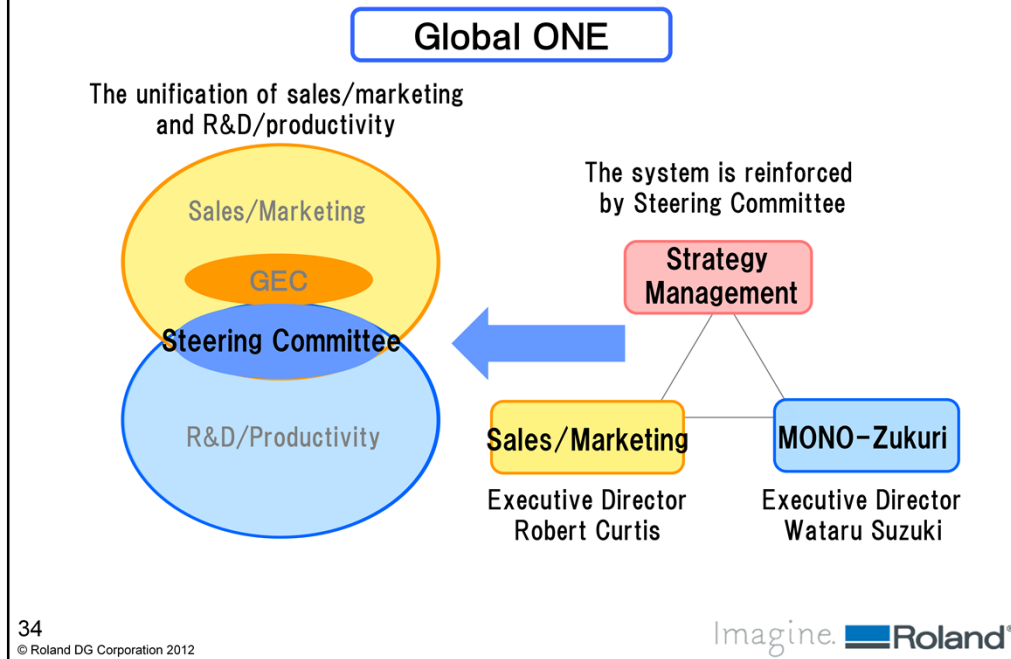 Global ONE
The unification of sales/marketing
and R&D/productivity
Sales/Marketing
GEC
Steering Committee
R&D/Productivity
The system is reinforced
by Steering Committee
Strategy
Management
Sales/Marketing
MONO-Zukuri
Executive Director
Robert Curtis
Executive Director
Wataru Suzuki
34
© Roland DG Corporation 2012
Imagine. Roland®